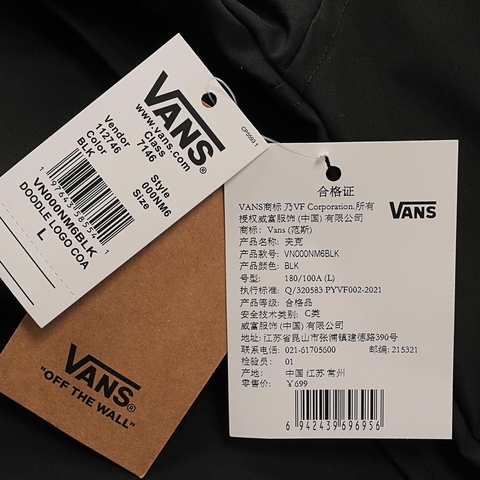 VANS®
www.vans.com
Vendor Class
112746 7146
Color Style
BLK 000NM6
Size
VN000NM6BLK
DOODLE LOGO COA
L
VANS®
"OFF THE WALL"
合格证
VANS
VANS商标 乃VF Corporation.所有
授权威富服饰 (中国) 有限公司
商标: Vans (范斯)
产品名称: 夹克
产品款号: VN000NM6BLK
产品颜色: BLK
号型: 180/100A (L)
执行标准: Q/320583 PYVF002-2021
产品等级: 合格品
安全技术类别: C类
威富服饰 (中国) 有限公司
地址: 江苏省昆山市张浦镇建德路390号
联系电话: 021-61705600 邮编: 215321
检验员: 01
产地: 中国 江苏 常州
零售价: ￥699
6 942439 696956